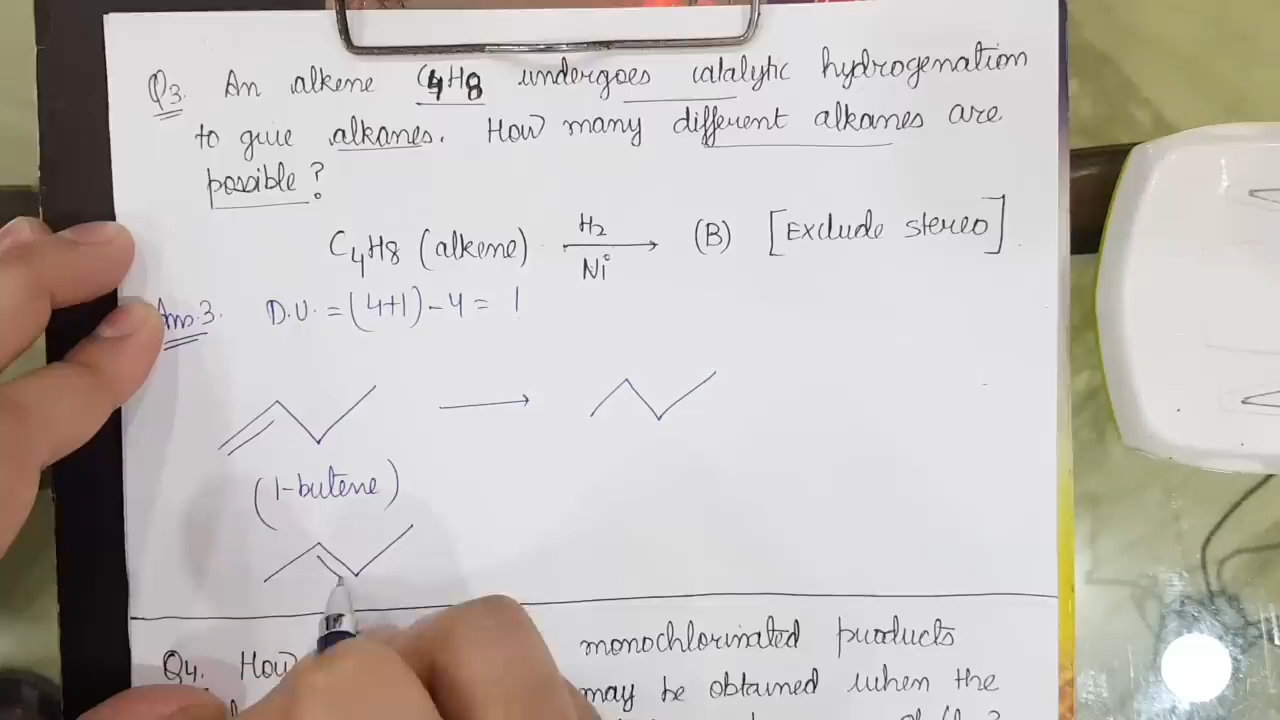 Q3. An alkene C4H8 undergoes catalytic hydrogenation
to give alkanes. How many different alkanes are
possible?
C4H8 (alkene) H2 Ni (B) [Exclude stereo]
Ans.3. D.U. = (4+1) - 4 = 1
(1-butene)
Q4. How monochlorinated products
may be obtained when the